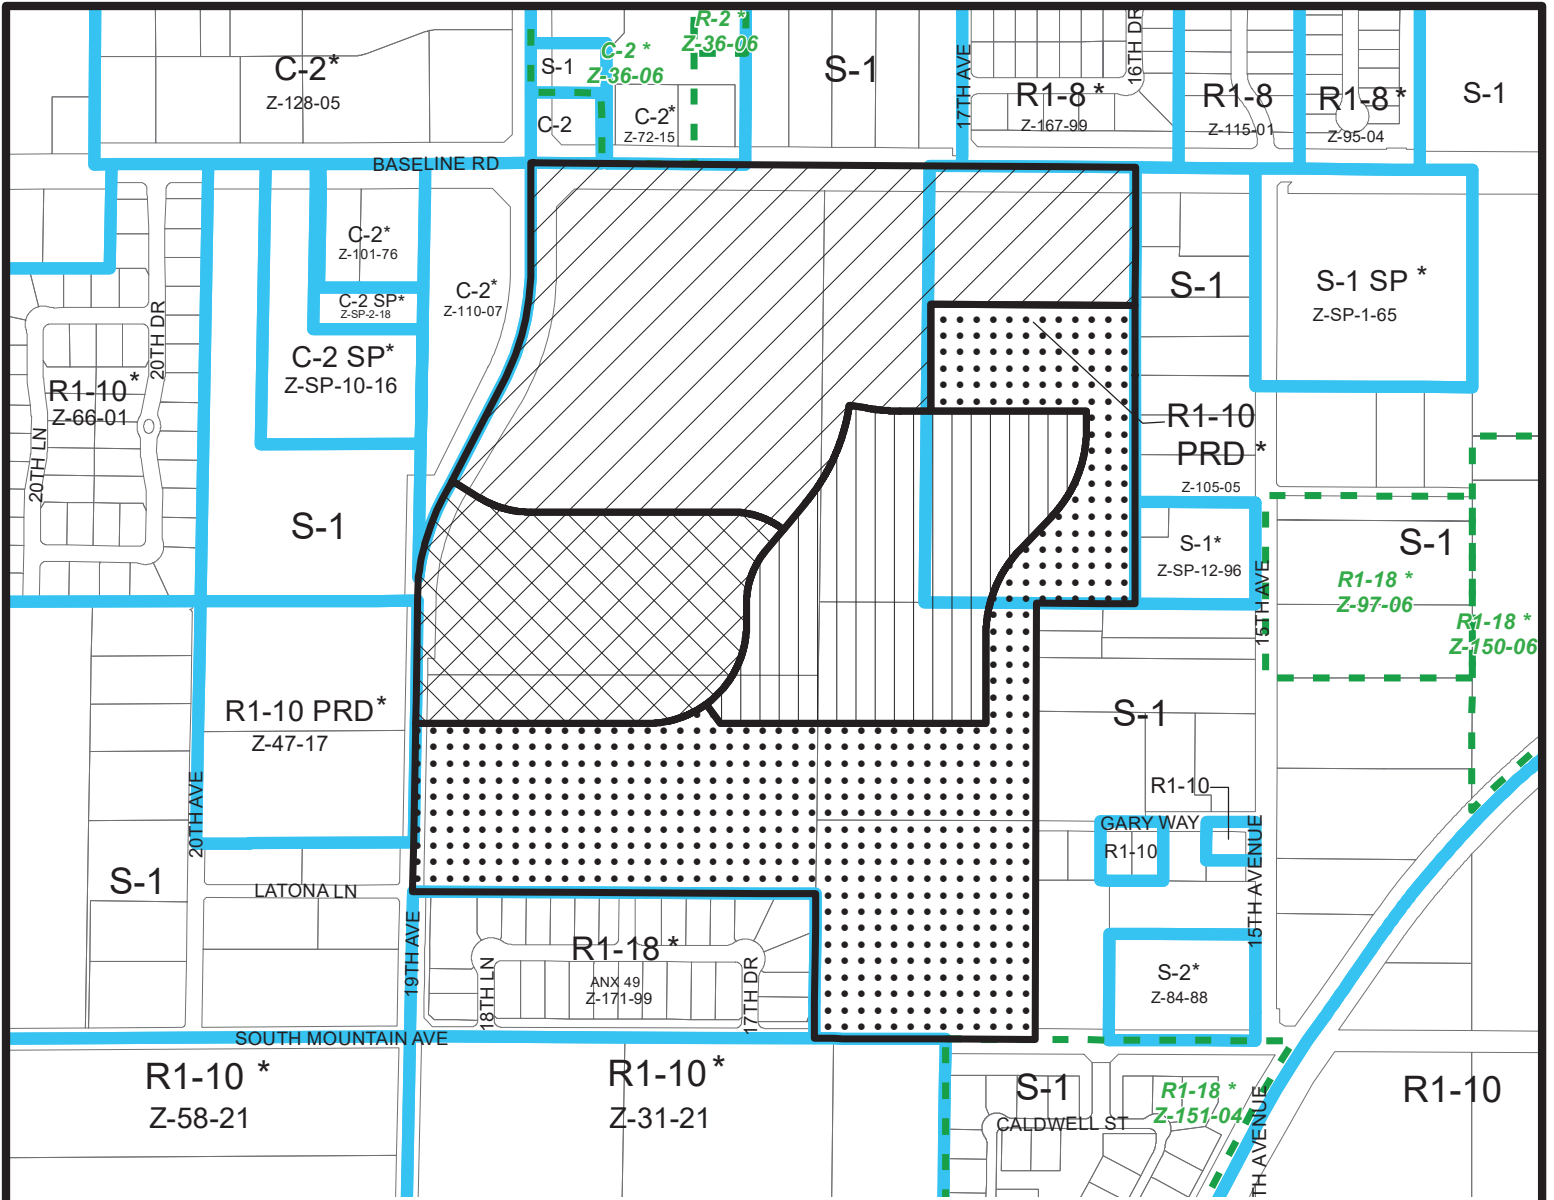 R-2 *
Z-36-06
C-2 *
Z-36-06
C-2*
Z-128-05
S-1
C-2
C-2*
Z-72-15
S-1
17TH AVE
16TH DR
R1-8 *
Z-167-99
R1-8
Z-115-01
R1-8*
Z-95-04
S-1
BASELINE RD
C-2*
Z-101-76
C-2 SP*
Z-SP-2-18
C-2*
Z-110-07
C-2 SP*
Z-SP-10-16
20TH DR
R1-10*
Z-66-01
20TH LN
S-1
S-1
S-1 SP *
Z-SP-1-65
R1-10
PRD *
Z-105-05
S-1*
Z-SP-12-96
15TH AVE
S-1
R1-18 *
Z-97-06
R1-18 *
Z-150-06
R1-10 PRD*
Z-47-17
20TH AVE
S-1
R1-10
GARY WAY
R1-10
15TH AVENUE
S-1
LATONA LN
19TH AVE
18TH LN
R1-18*
ANX 49
Z-171-99
17TH DR
S-2*
Z-84-88
SOUTH MOUNTAIN AVE
R1-10 *
Z-58-21
R1-10*
Z-31-21
S-1
CALDWELL ST
R1-18 *
Z-151-04
TH AVENUE
R1-10